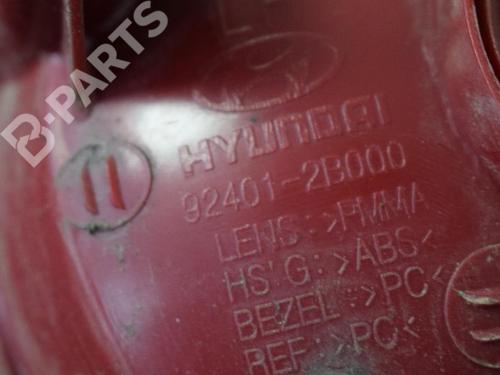 B-PARTS
HYUNDAI
92401-2B000
LENS:>PMMA
HS'G:>ABS<
BEZEL:>PC<
REF:>PC<